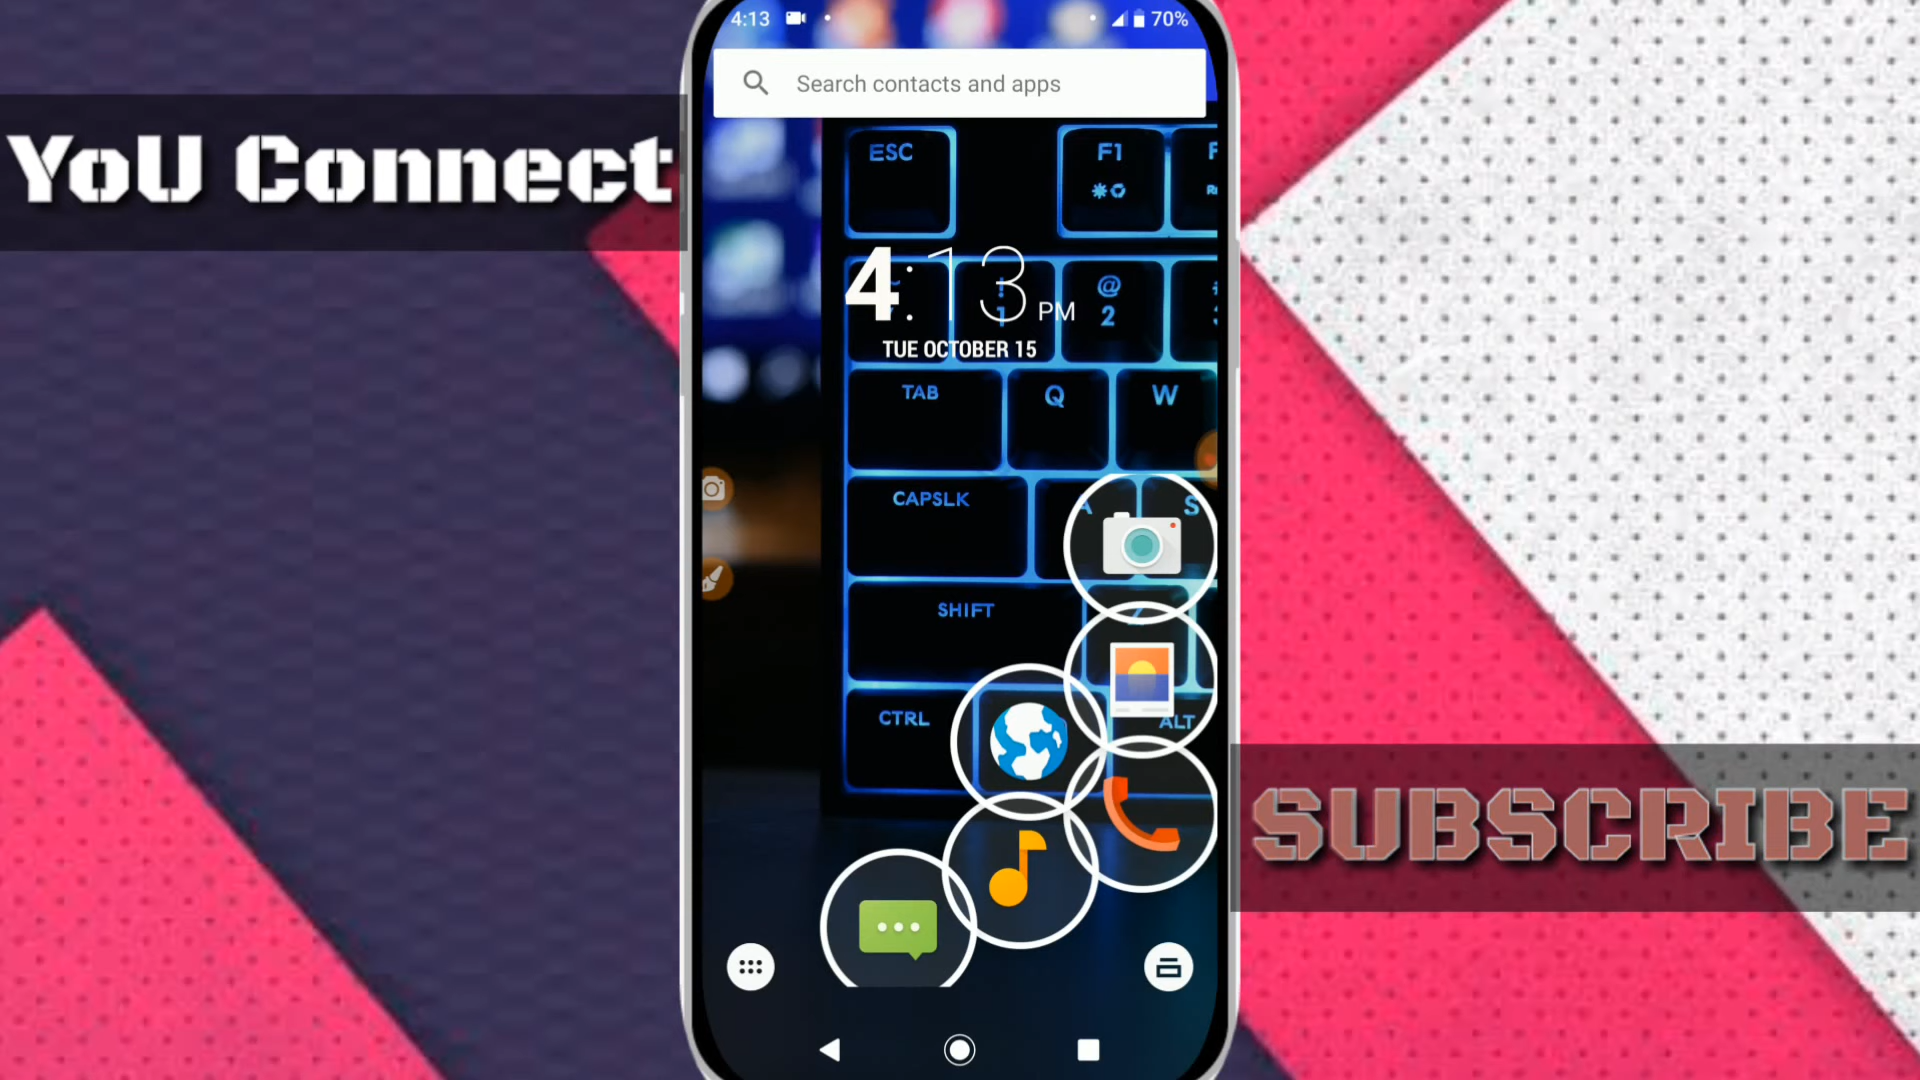 4:13 70%
Search contacts and apps
YoU Connect
ESC F1
4:13 PM
@
2
TUE OCTOBER 15
TAB Q W
CAPSLK A S
SHIFT Z
CTRL ALT
SUBSCRIBE